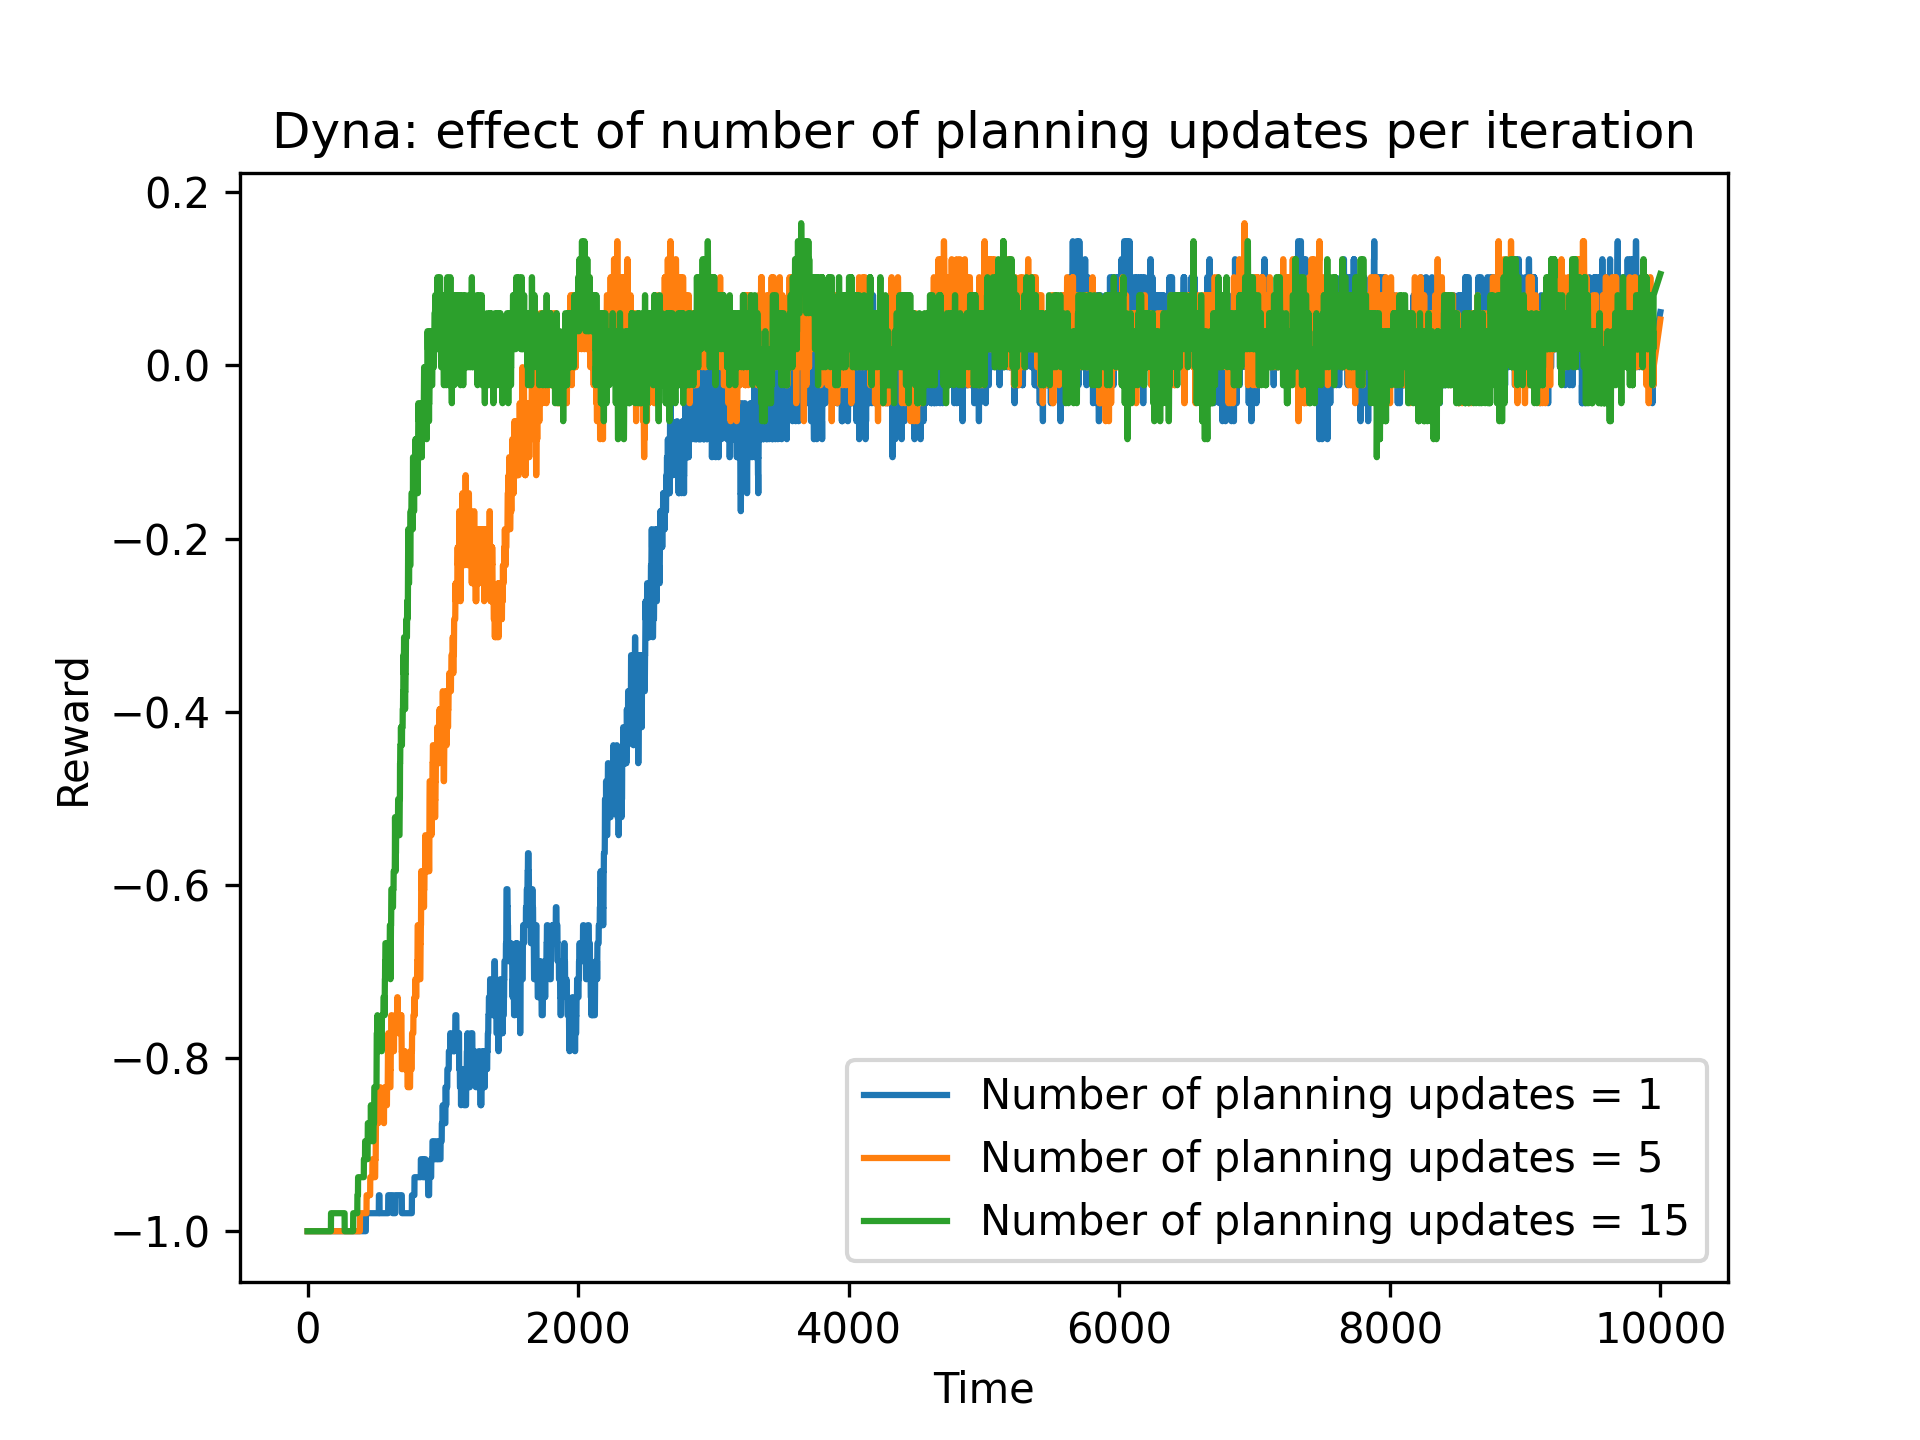 Dyna: effect of number of planning updates per iteration
0.2
0.0
−0.2
−0.4
−0.6
−0.8
−1.0
Reward
Number of planning updates = 1
Number of planning updates = 5
Number of planning updates = 15
0 2000 4000 6000 8000 10000
Time